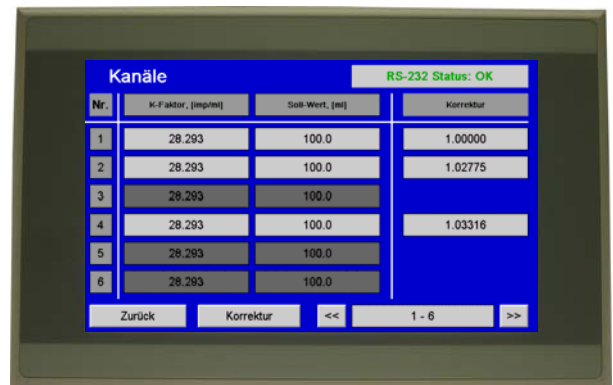 Kanäle RS-232 Status: OK
Nr. K-Faktor, [imp/ml] Soll-Wert, [ml] Korrektur
1 28.293 100.0 1.00000
2 28.293 100.0 1.02775
3 28.293 100.0
4 28.293 100.0 1.03316
5 28.293 100.0
6 28.293 100.0
Zurück Korrektur << 1 - 6 >>